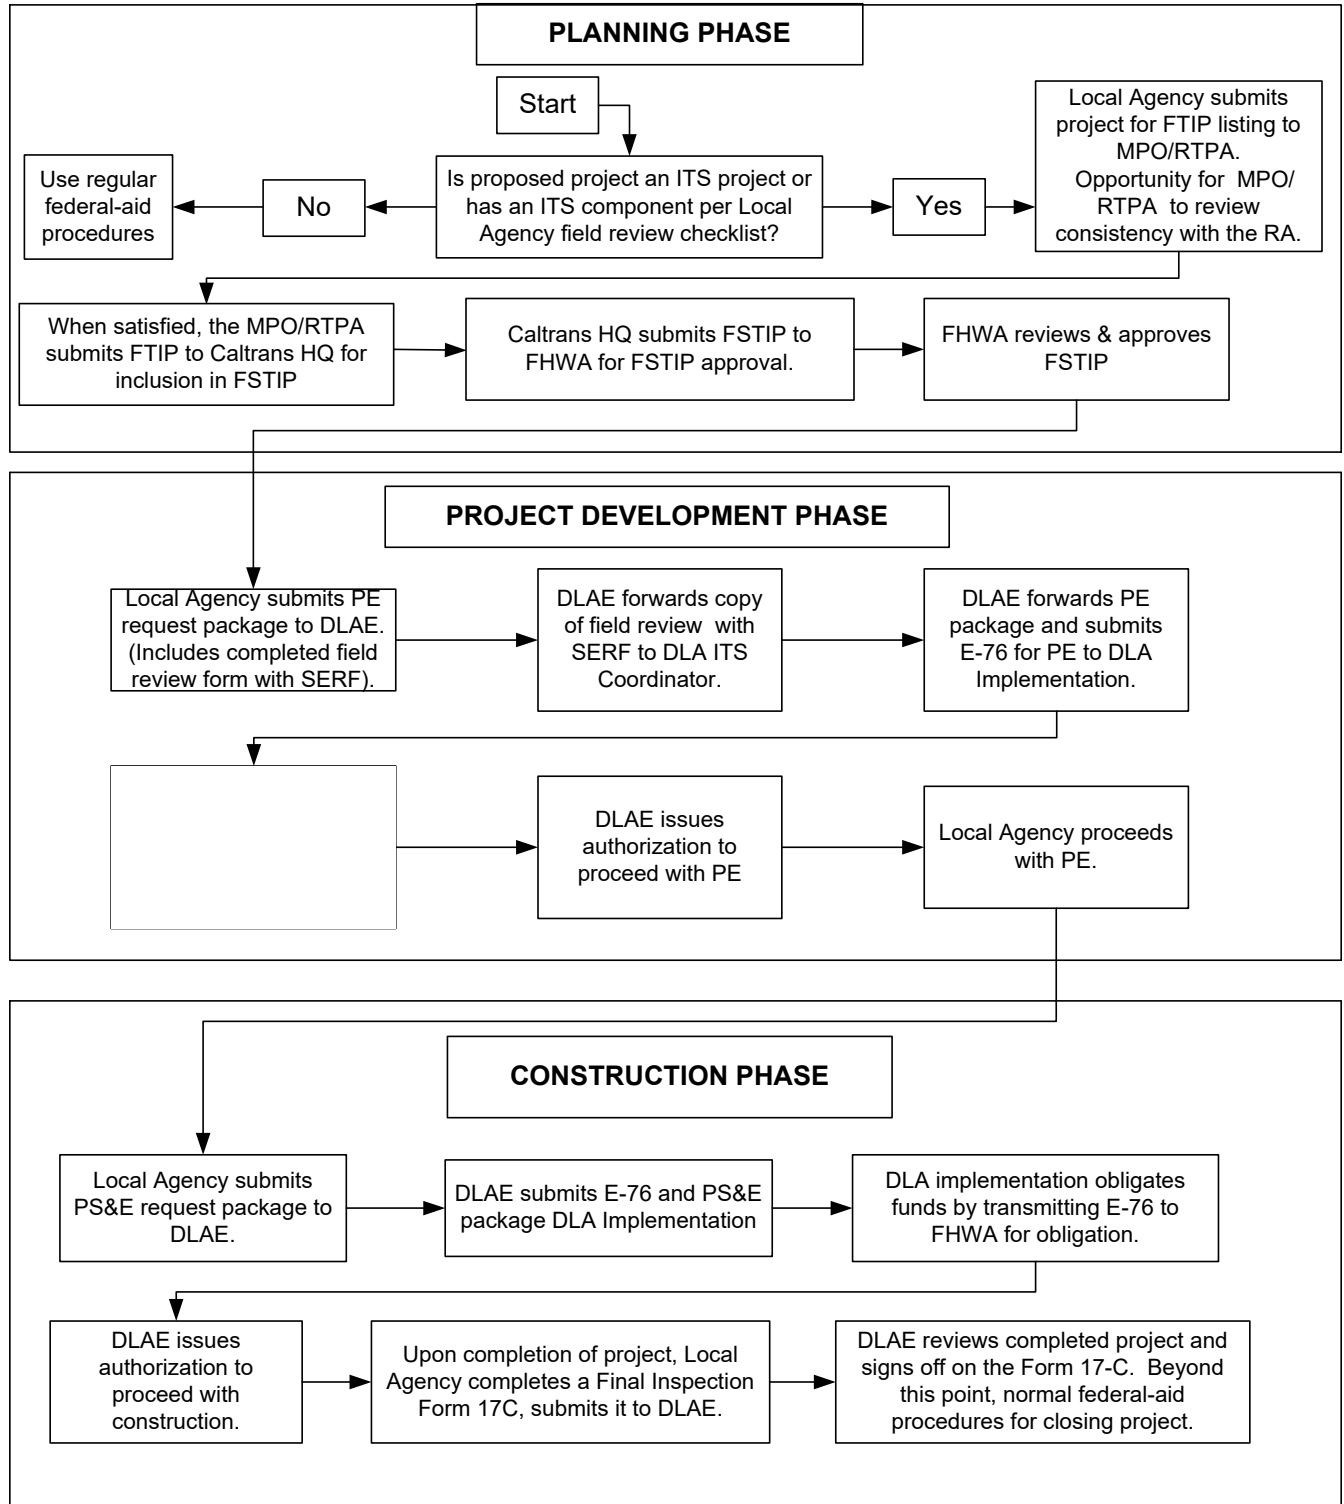 PLANNING PHASE
Start
Is proposed project an ITS project or
has an ITS component per Local
Agency field review checklist?
No
Use regular
federal-aid
procedures
Yes
Local Agency submits
project for FTIP listing to
MPO/RTPA.
Opportunity for MPO/
RTPA to review
consistency with the RA.
When satisfied, the MPO/RTPA
submits FTIP to Caltrans HQ for
inclusion in FSTIP
Caltrans HQ submits FSTIP to
FHWA for FSTIP approval.
FHWA reviews & approves
FSTIP
PROJECT DEVELOPMENT PHASE
Local Agency submits PE
request package to DLAE.
(Includes completed field
review form with SERF).
DLAE forwards copy
of field review with
SERF to DLA ITS
Coordinator.
DLAE forwards PE
package and submits
E-76 for PE to DLA
Implementation.
DLAE issues
authorization to
proceed with PE
Local Agency proceeds
with PE.
CONSTRUCTION PHASE
Local Agency submits
PS&E request package to
DLAE.
DLAE submits E-76 and PS&E
package DLA Implementation
DLA implementation obligates
funds by transmitting E-76 to
FHWA for obligation.
DLAE issues
authorization to
proceed with
construction.
Upon completion of project, Local
Agency completes a Final Inspection
Form 17C, submits it to DLAE.
DLAE reviews completed project and
signs off on the Form 17-C. Beyond
this point, normal federal-aid
procedures for closing project.